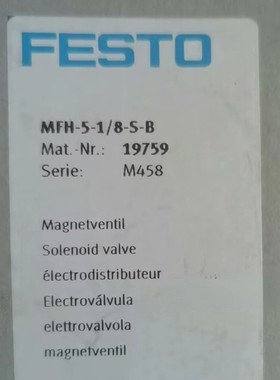 FESTO
MFH-5-1/8-S-B
Mat.-Nr.: 19759
Serie: M458
Magnetventil
Solenoid valve
électrodistributeur
Electroválvula
elettrovalvola
magnetventil